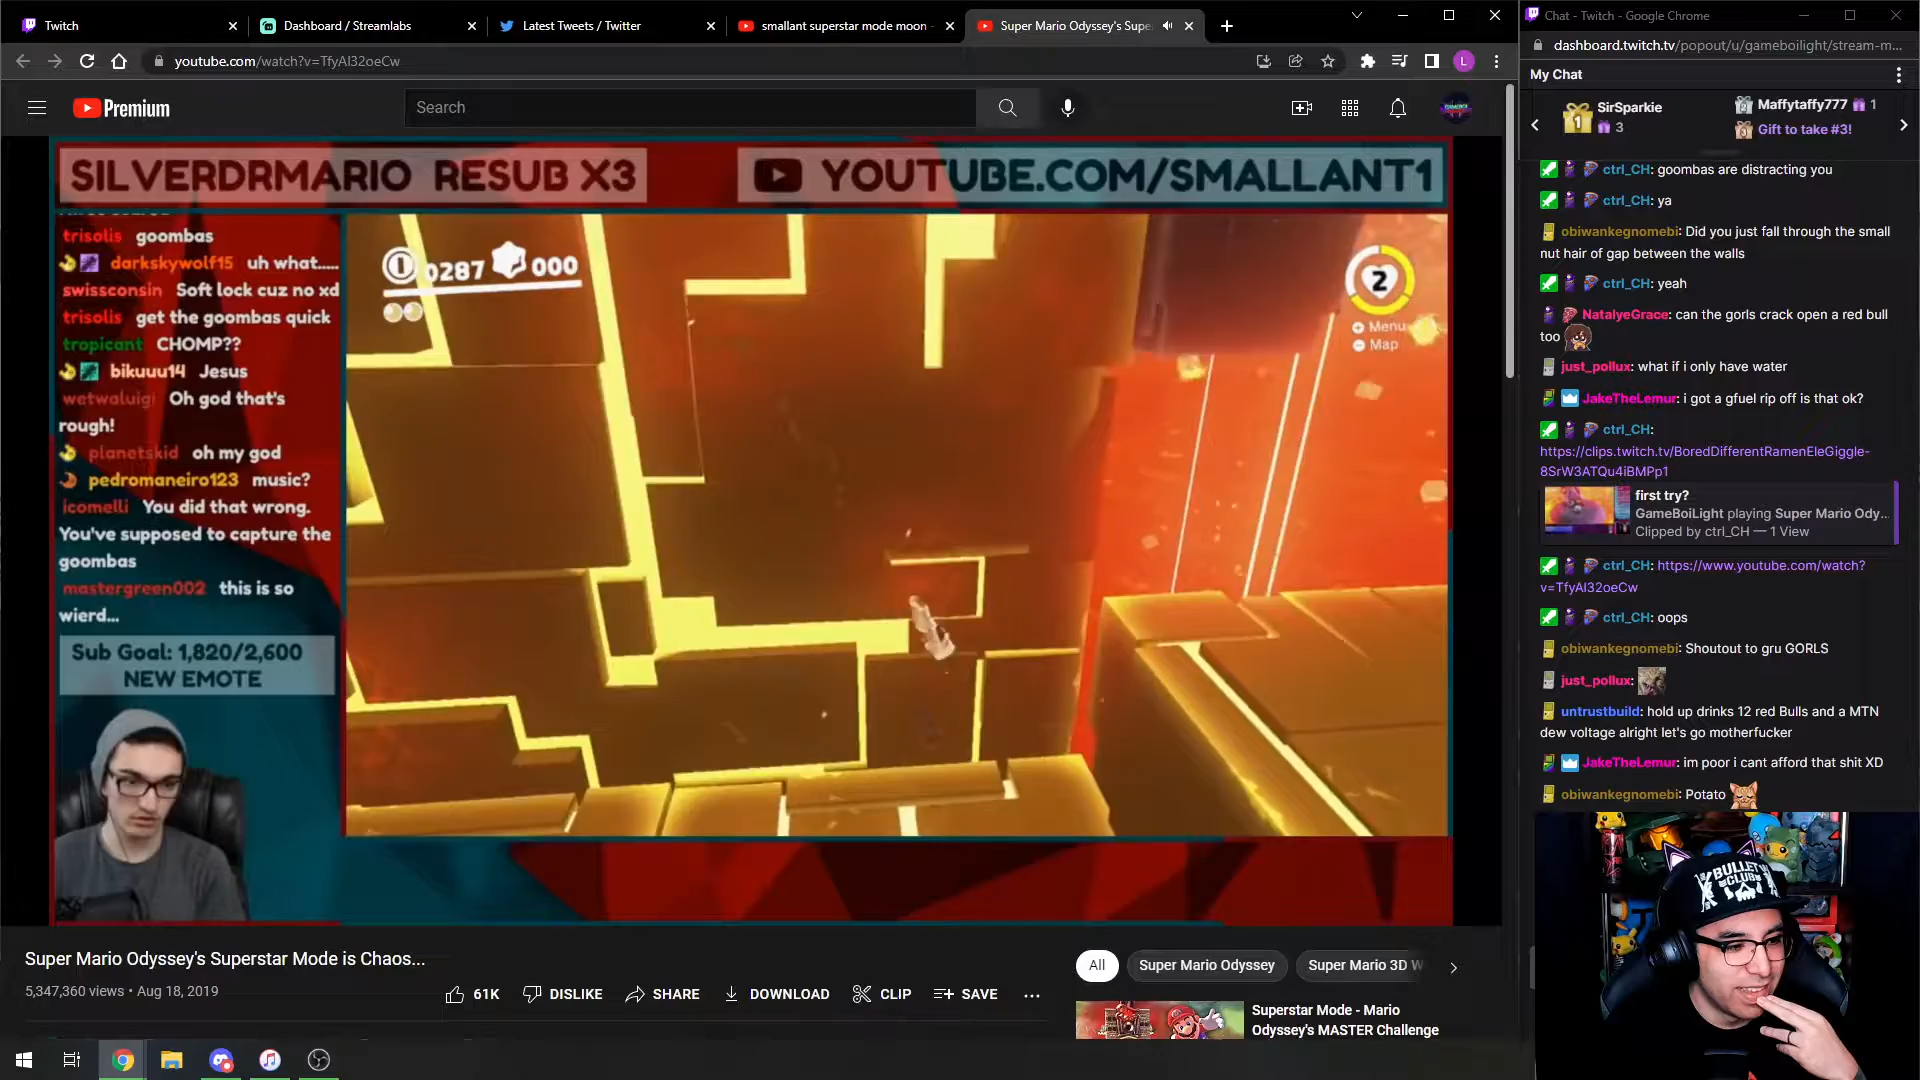 Twitch
Dashboard / Streamlabs
Latest Tweets / Twitter
smallant superstar mode moon -
Super Mario Odyssey's Supe
Chat - Twitch - Google Chrome
youtube.com/watch?v=TfyAI32oeCw
L
dashboard.twitch.tv/popout/u/gameboilight/stream-m...
My Chat
Premium
Search
1
SirSparkie
3
Maffytaffy777 1
Gift to take #3!
SILVERDRMARIO RESUB X3
YOUTUBE.COM/SMALLANT1
trisolis goombas
darkskywolf15 uh what.....
swissconsin Soft lock cuz no xd
trisolis get the goombas quick
tropicant CHOMP??
bikuuu14 Jesus
wetwaluigi Oh god that's
rough!
planetskid oh my god
pedromaneiro123 music?
icomelli You did that wrong.
You've supposed to capture the
goombas
mastergreen002 this is so
wierd...
Sub Goal: 1,820/2,600
NEW EMOTE
0287 000
2
Menu
Map
ctrl_CH: goombas are distracting you
ctrl_CH: ya
obiwankegnomebi: Did you just fall through the small
nut hair of gap between the walls
ctrl_CH: yeah
NatalyeGrace: can the gorls crack open a red bull
too
just_pollux: what if i only have water
JakeTheLemur: i got a gfuel rip off is that ok?
ctrl_CH:
https://clips.twitch.tv/BoredDifferentRamenEleGiggle-
8SrW3ATQu4iBMPp1
first try?
GameBoiLight playing Super Mario Ody...
Clipped by ctrl_CH — 1 View
ctrl_CH: https://www.youtube.com/watch?
v=TfyAI32oeCw
ctrl_CH: oops
obiwankegnomebi: Shoutout to gru GORLS
just_pollux:
untrustbuild: hold up drinks 12 red Bulls and a MTN
dew voltage alright let's go motherfucker
JakeTheLemur: im poor i cant afford that shit XD
obiwankegnomebi: Potato
BULLET
CLUB
Super Mario Odyssey's Superstar Mode is Chaos...
5,347,360 views • Aug 18, 2019
61K
DISLIKE
SHARE
DOWNLOAD
CLIP
SAVE
All
Super Mario Odyssey
Super Mario 3D W
Superstar Mode - Mario
Odyssey's MASTER Challenge